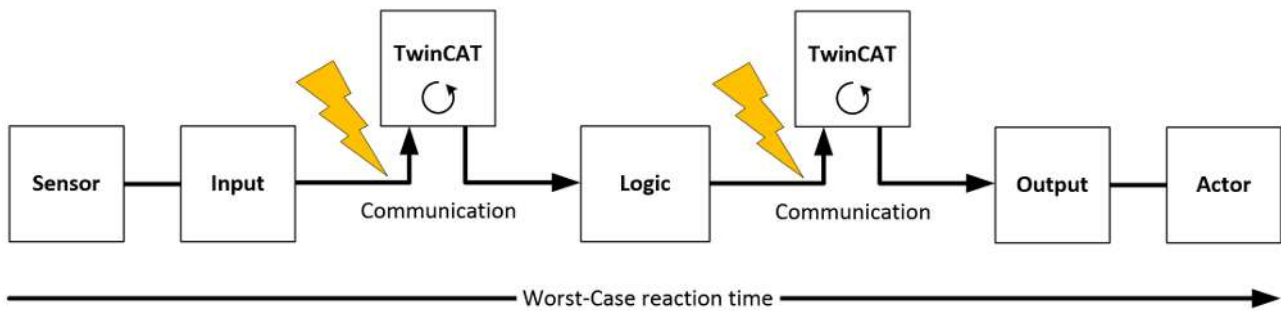 TwinCAT
TwinCAT
Sensor
Input
Logic
Output
Actor
Communication
Communication
Worst-Case reaction time